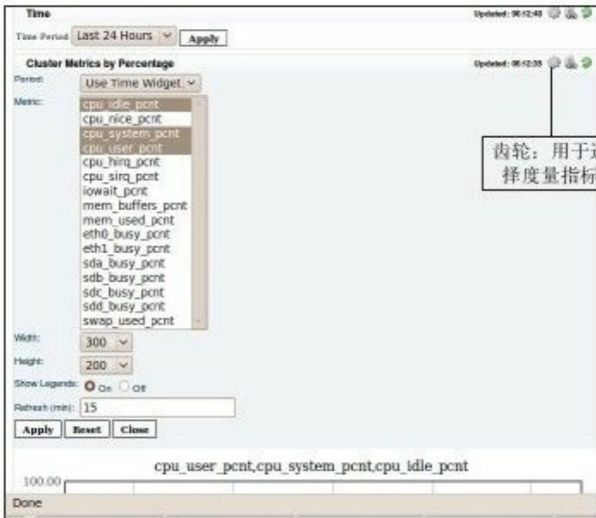 Time Updated: 00:12:40
Time Period Last 24 Hours Apply
Cluster Metrics by Percentage Updated: 00:12:38
Period: Use Time Widget
Metric: cpu_idle_pcnt
cpu_nice_pcnt
cpu_system_pcnt
cpu_user_pcnt
cpu_hirq_pcnt
cpu_sirq_pcnt
iowait_pcnt
mem_buffers_pcnt
mem_used_pcnt
eth0_busy_pcnt
eth1_busy_pcnt
sda_busy_pcnt
sdb_busy_pcnt
sdc_busy_pcnt
sdd_busy_pcnt
swap_used_pcnt
齿轮：用于选
择度量指标
Width: 300
Height: 200
Show Legends: On Off
Refresh (min): 15
Apply Reset Close
cpu_user_pcnt,cpu_system_pcnt,cpu_idle_pcnt
100.00
Done